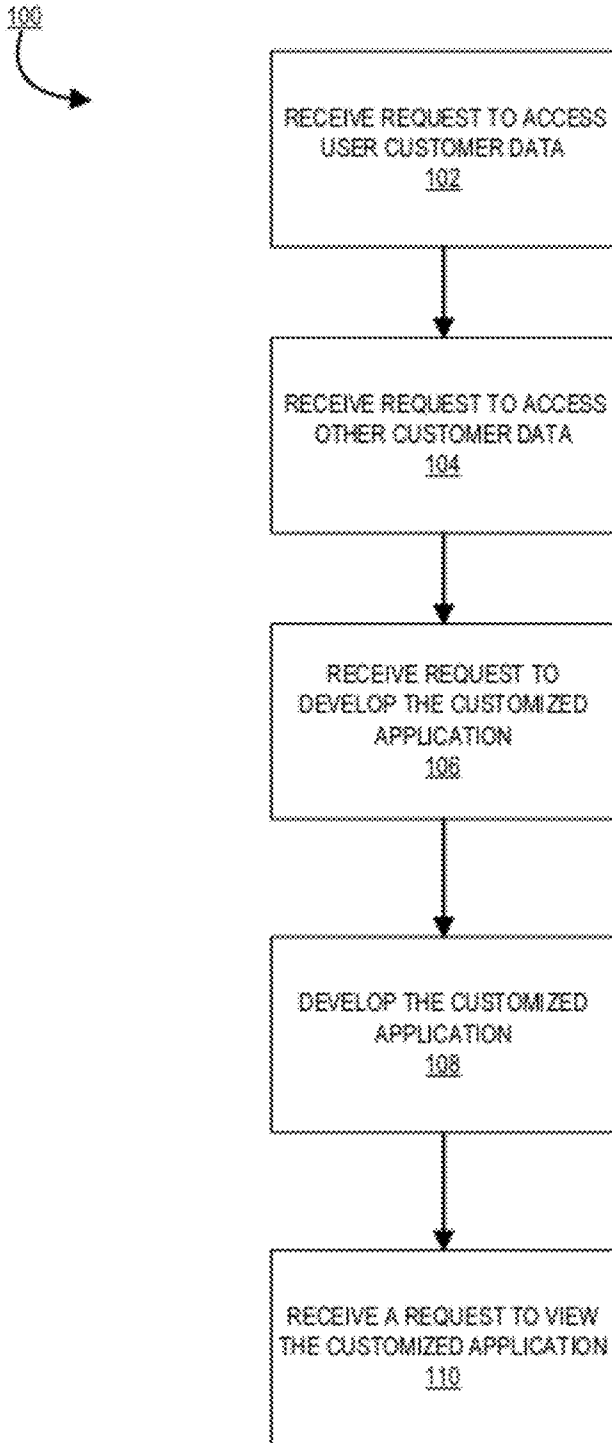 100
RECEIVE REQUEST TO ACCESS
USER CUSTOMER DATA
102
RECEIVE REQUEST TO ACCESS
OTHER CUSTOMER DATA
104
RECEIVE REQUEST TO
DEVELOP THE CUSTOMIZED
APPLICATION
106
DEVELOP THE CUSTOMIZED
APPLICATION
108
RECEIVE A REQUEST TO VIEW
THE CUSTOMIZED APPLICATION
110